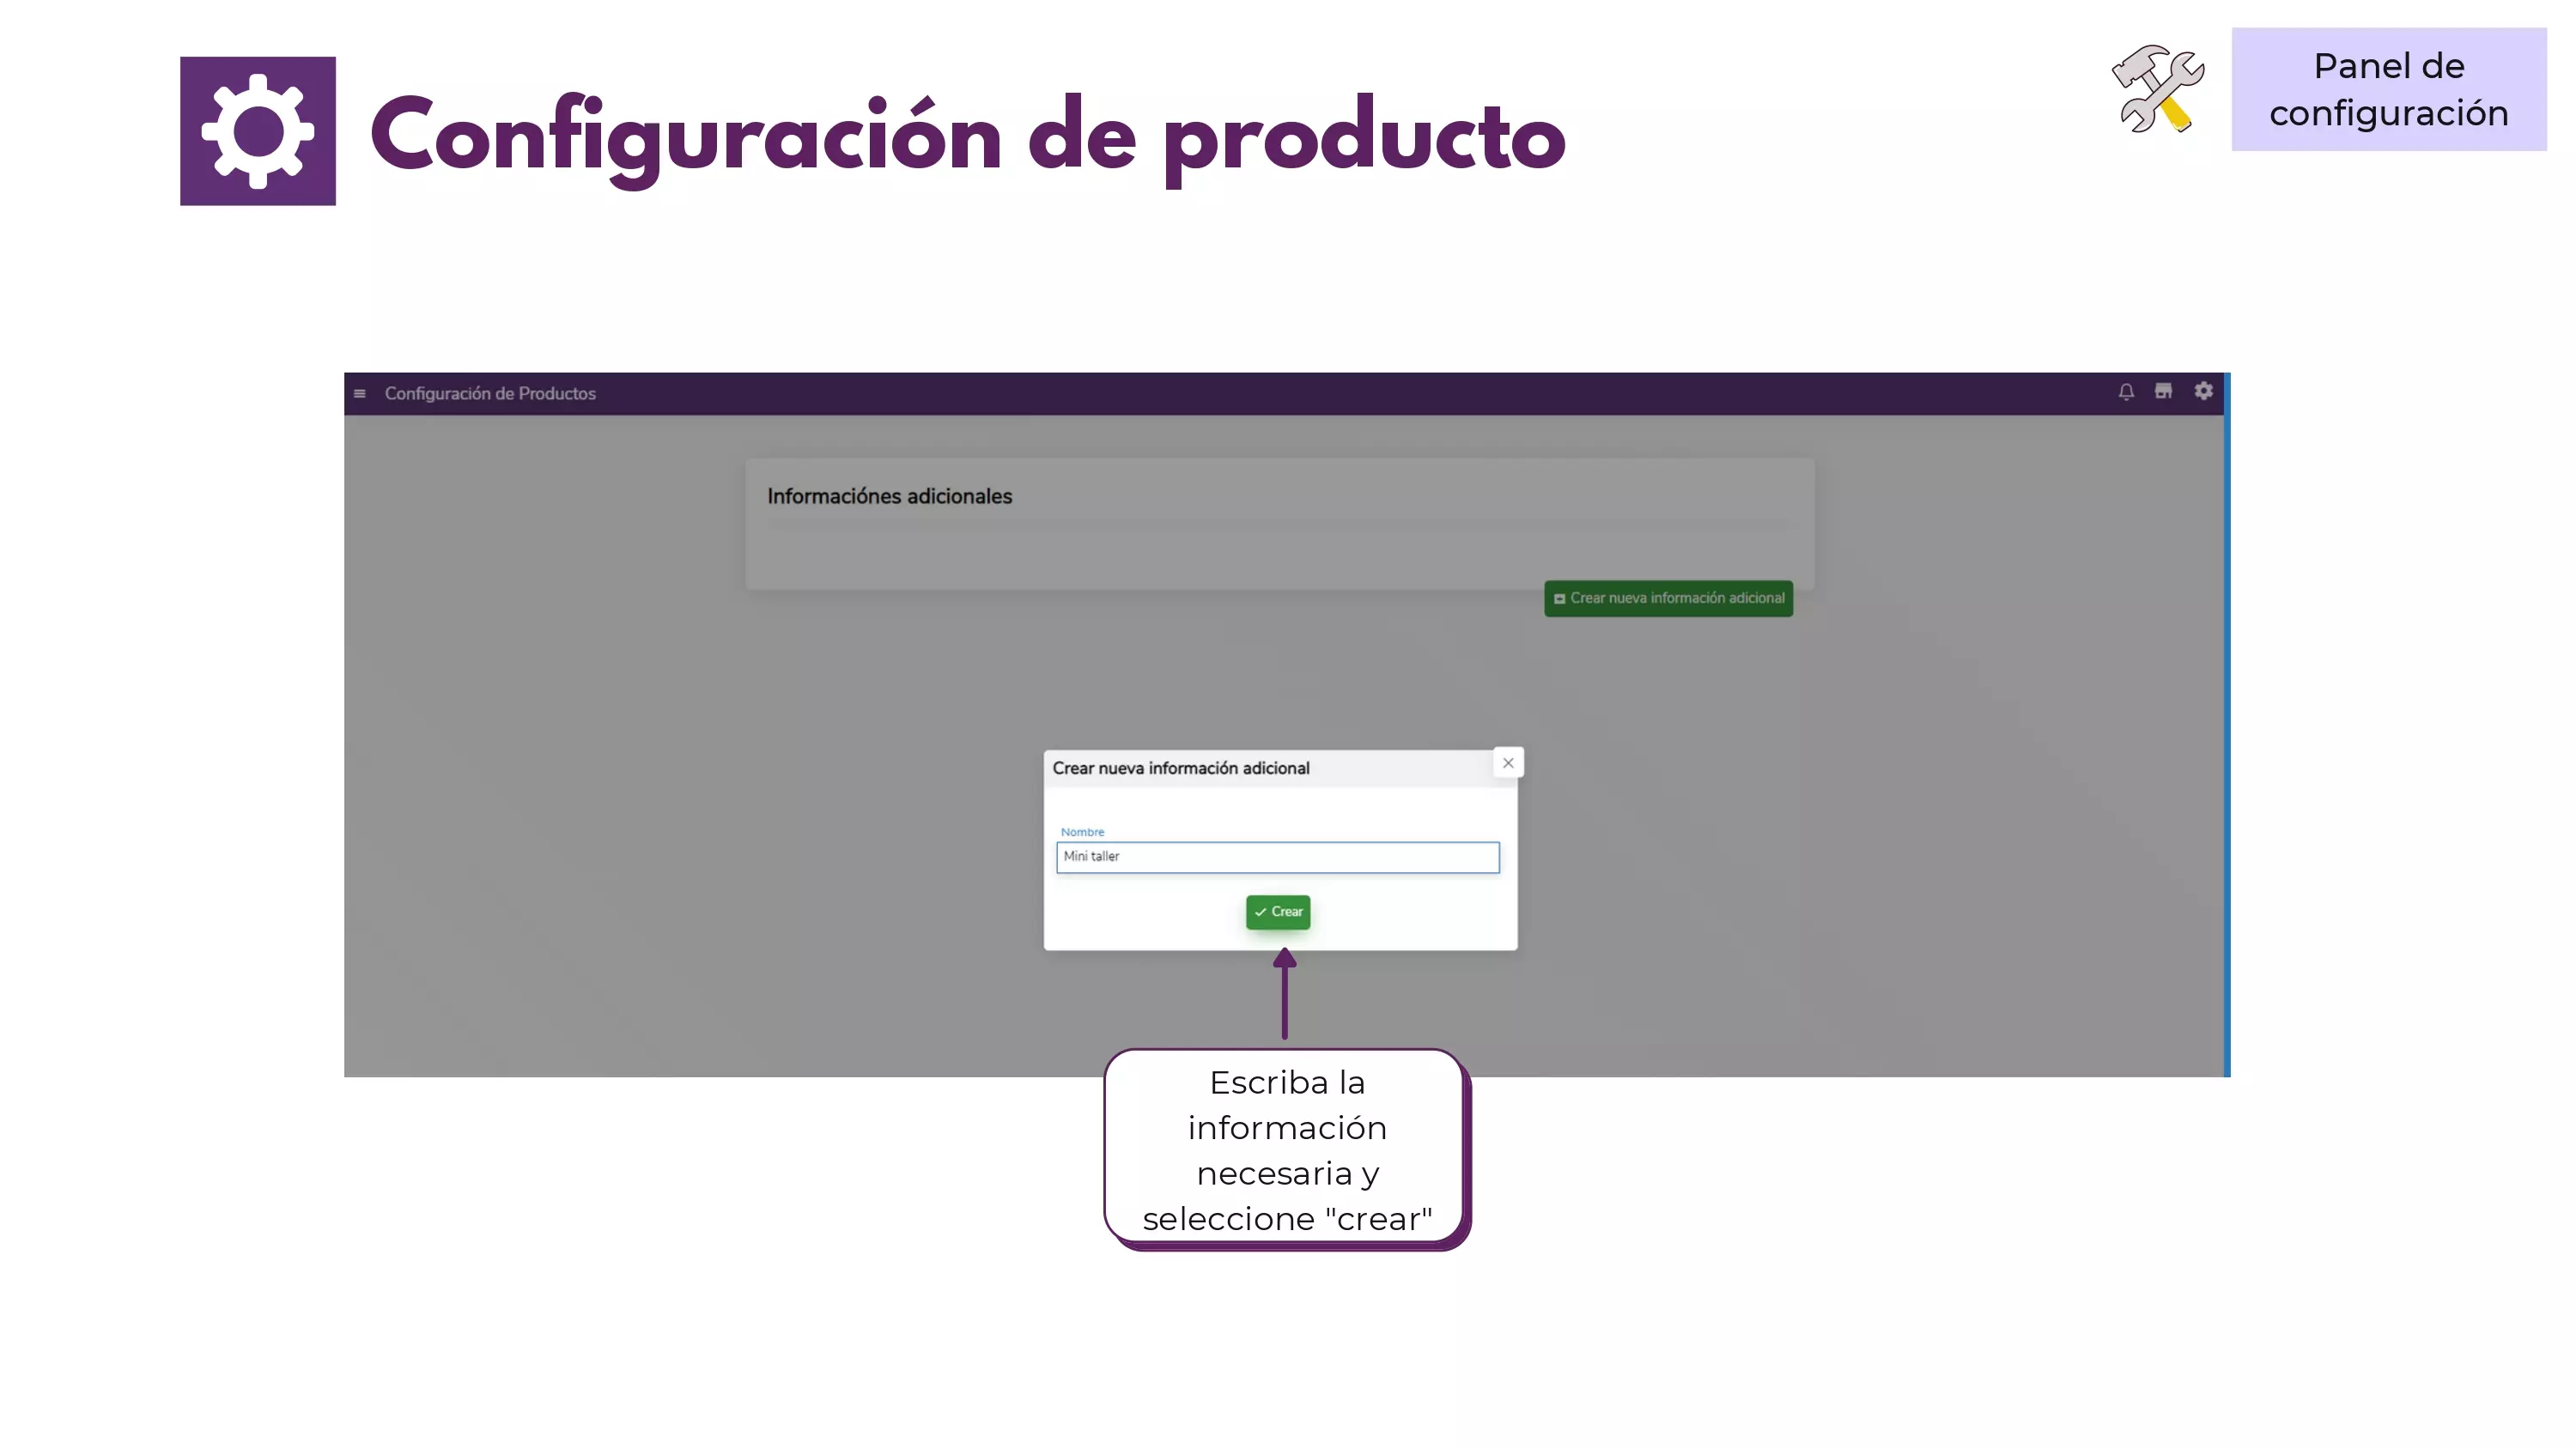 Configuración de producto
Panel de
configuración
Configuración de Productos
Informaciónes adicionales
Crear nueva información adicional
Crear nueva información adicional
Nombre
Mini taller
Crear
Escriba la
información
necesaria y
seleccione "crear"